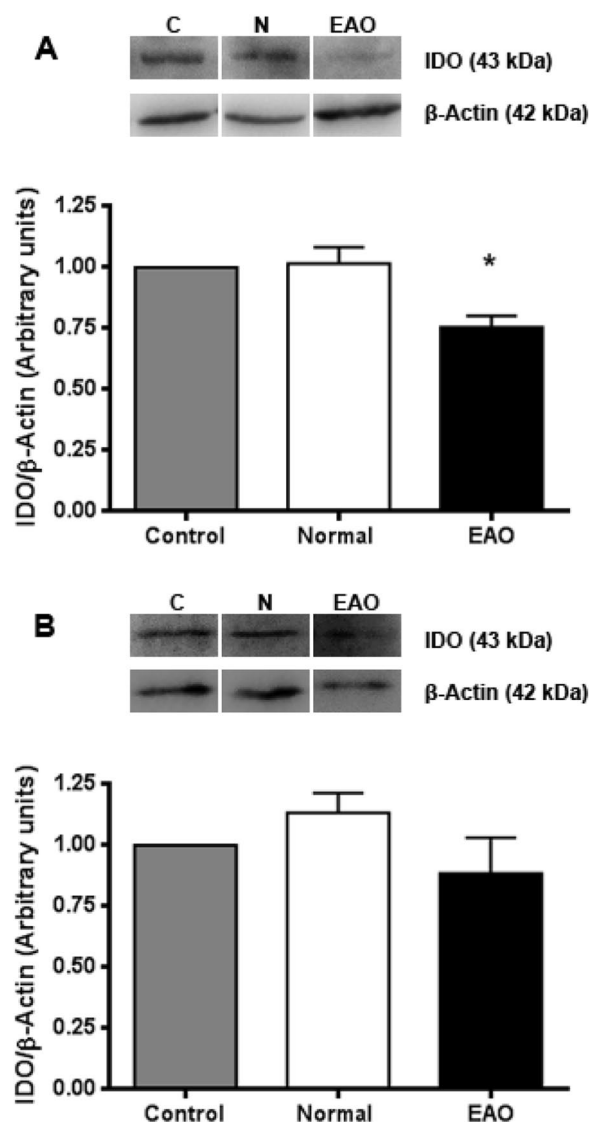 A
C N EAO
IDO (43 kDa)
β-Actin (42 kDa)
IDO/β-Actin (Arbitrary units)
1.25
1.00
0.75
0.50
0.25
0.00
*
Control Normal EAO
B
C N EAO
IDO (43 kDa)
β-Actin (42 kDa)
IDO/β-Actin (Arbitrary units)
1.25
1.00
0.75
0.50
0.25
0.00
Control Normal EAO